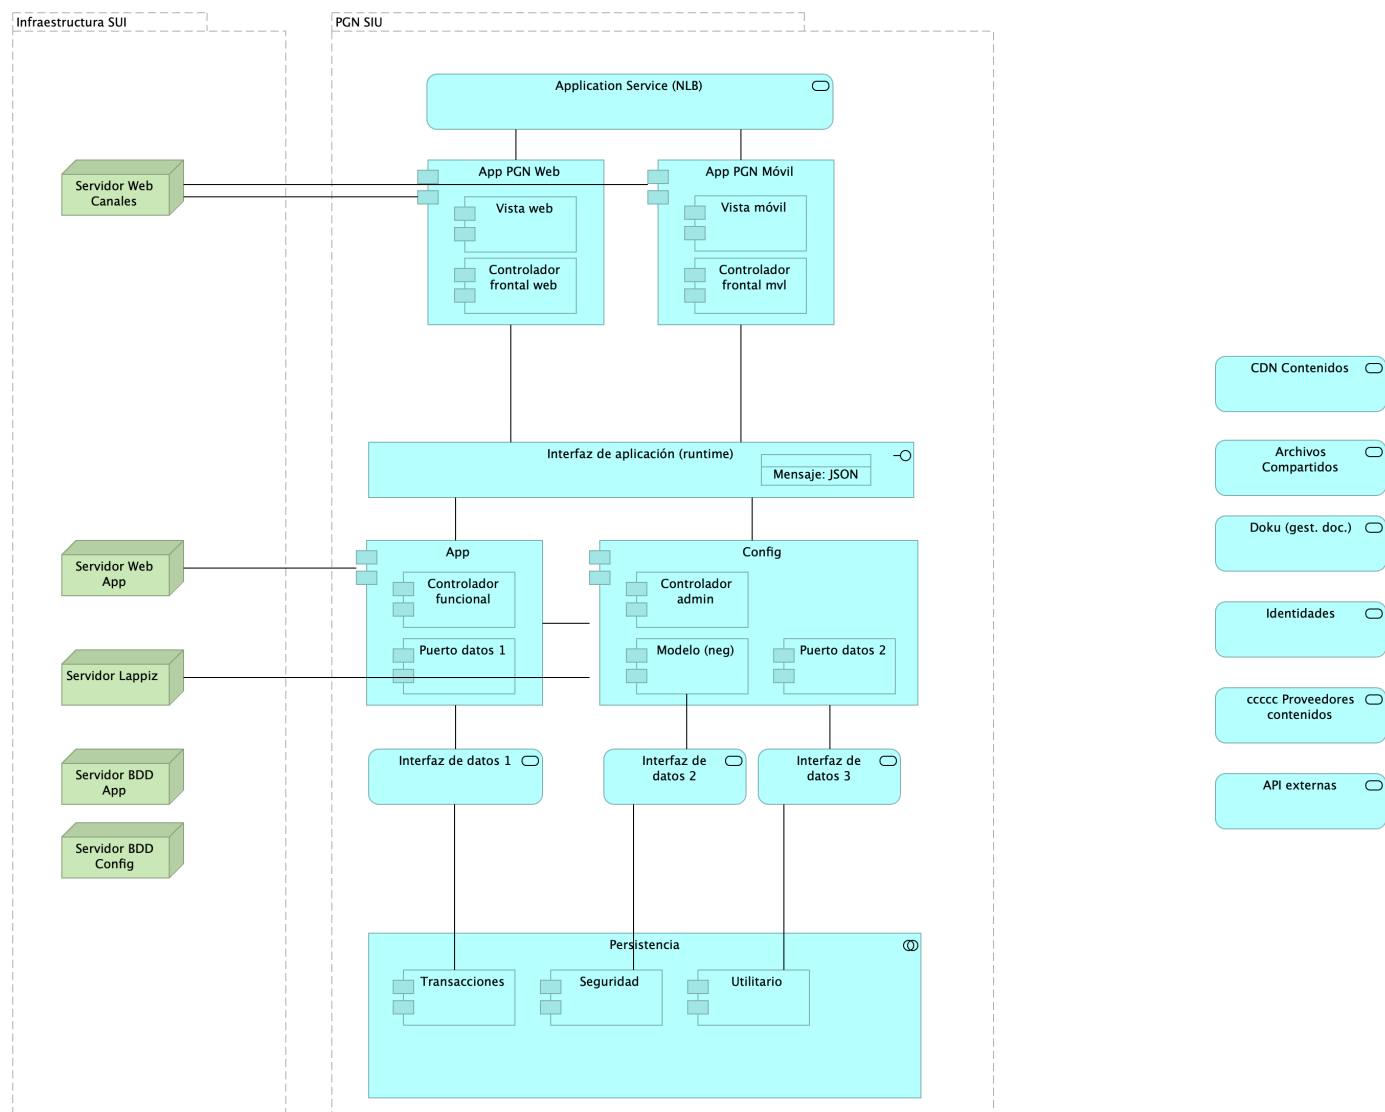 Infraestructura SUI
PGN SIU
Application Service (NLB)
Servidor Web
Canales
App PGN Web
Vista web
Controlador
frontal web
App PGN Móvil
Vista móvil
Controlador
frontal mvl
Interfaz de aplicación (runtime)
Mensaje: JSON
Servidor Web
App
App
Controlador
funcional
Puerto datos 1
Config
Controlador
admin
Modelo (neg)
Puerto datos 2
Servidor Lappiz
Servidor BDD
App
Servidor BDD
Config
Interfaz de datos 1
Interfaz de
datos 2
Interfaz de
datos 3
Persistencia
Transacciones
Seguridad
Utilitario
CDN Contenidos
Archivos
Compartidos
Doku (gest. doc.)
Identidades
ccccc Proveedores
contenidos
API externas